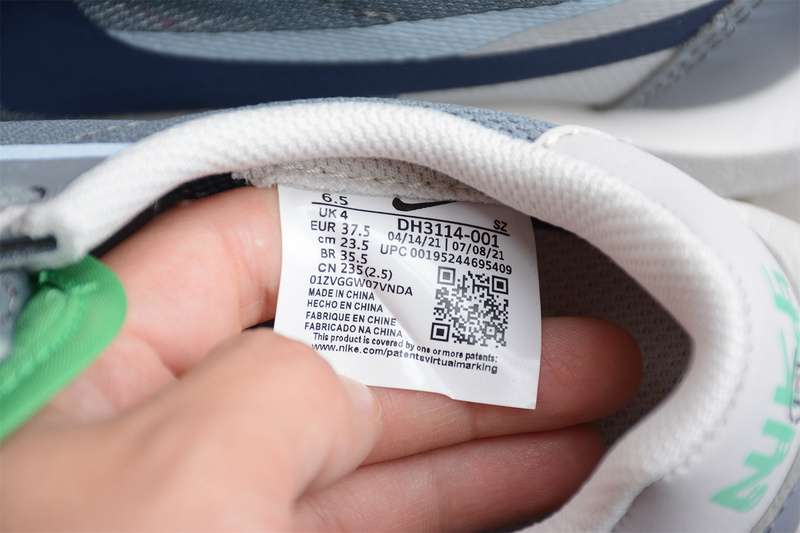 6.5
UK 4
EUR 37.5
cm 23.5
BR 35.5
CN 235(2.5)
DH3114-001 SZ
04/14/21 | 07/08/21
UPC 00195244695409
01ZVGGW07VNDA
MADE IN CHINA
HECHO EN CHINA
FABRIQUE EN CHINE
FABRICADO NA CHINA
This product is covered by one or more patents:
www.nike.com/patentsvirtualmarking